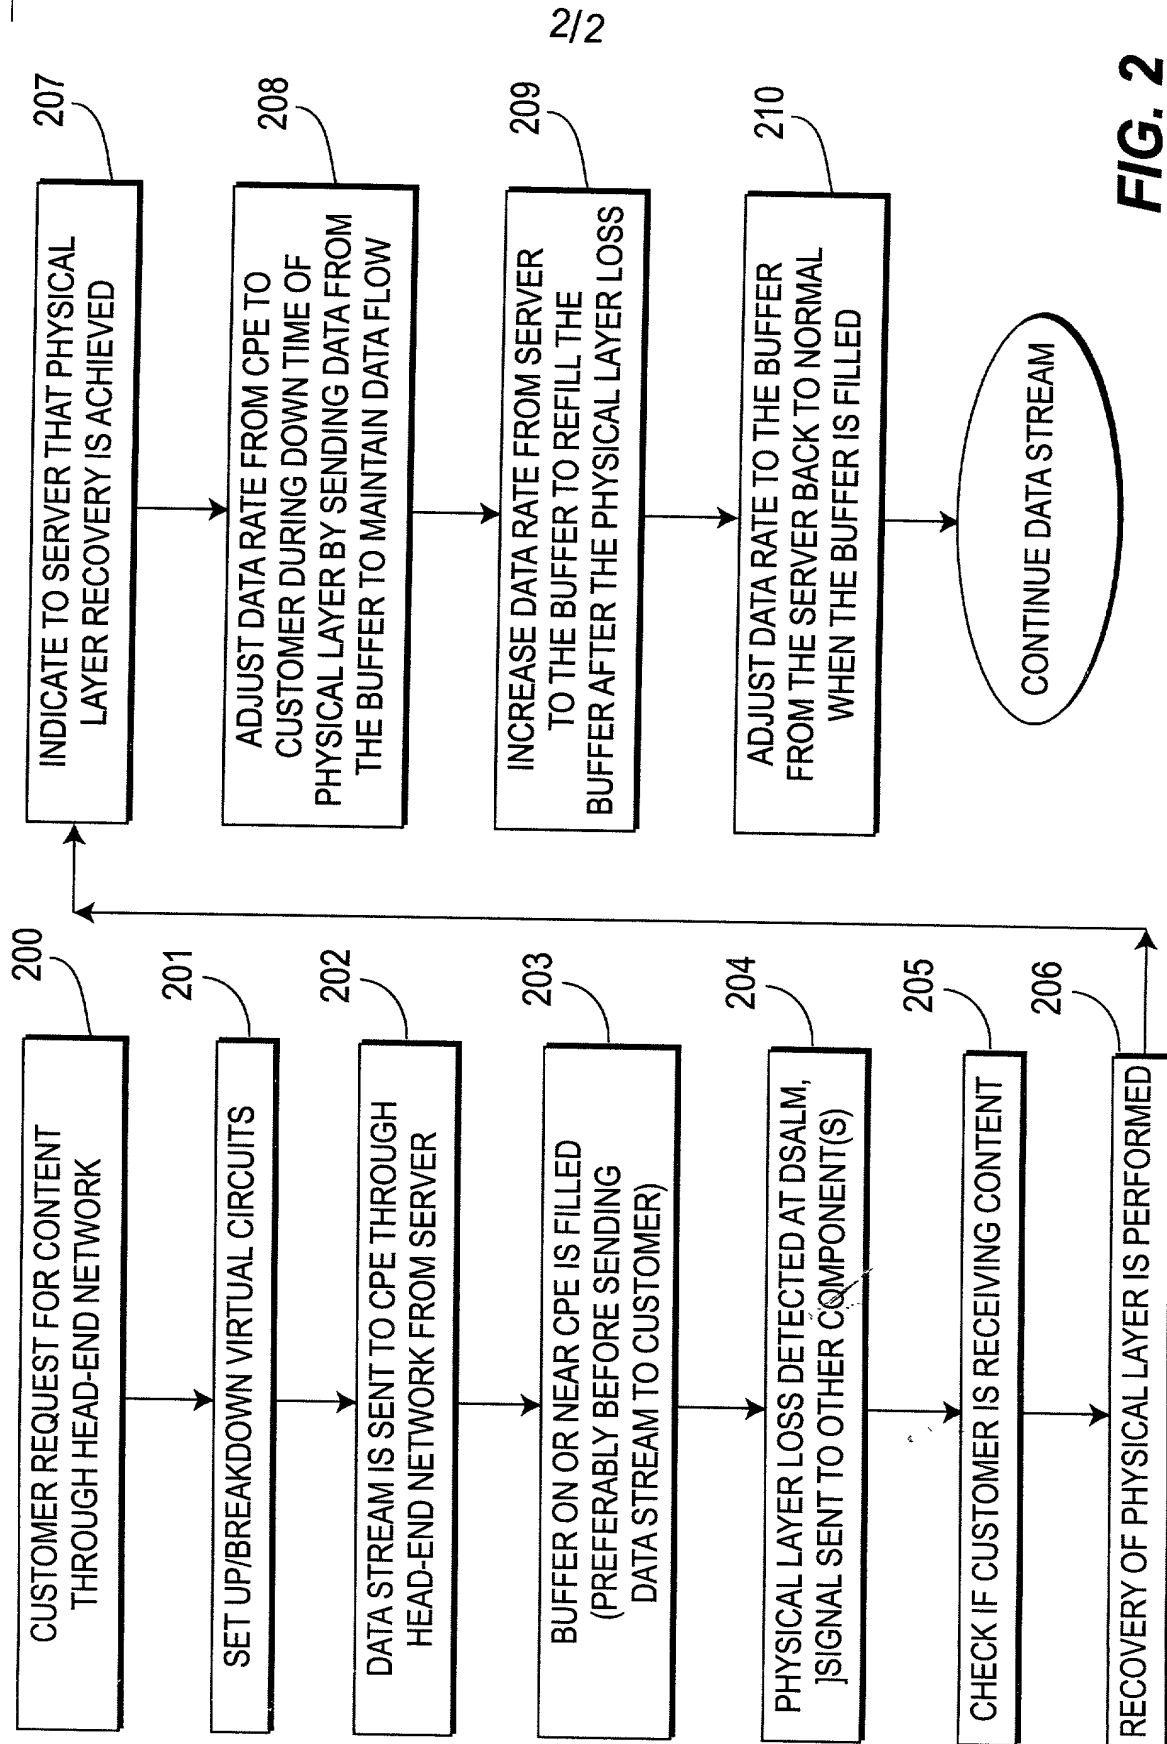 2/2
200
CUSTOMER REQUEST FOR CONTENT
THROUGH HEAD-END NETWORK
201
SET UP/BREAKDOWN VIRTUAL CIRCUITS
202
DATA STREAM IS SENT TO CPE THROUGH
HEAD-END NETWORK FROM SERVER
203
BUFFER ON OR NEAR CPE IS FILLED
(PREFERABLY BEFORE SENDING
DATA STREAM TO CUSTOMER)
204
PHYSICAL LAYER LOSS DETECTED AT DSALM,
]SIGNAL SENT TO OTHER COMPONENT(S)
205
CHECK IF CUSTOMER IS RECEIVING CONTENT
206
RECOVERY OF PHYSICAL LAYER IS PERFORMED
207
INDICATE TO SERVER THAT PHYSICAL
LAYER RECOVERY IS ACHIEVED
208
ADJUST DATA RATE FROM CPE TO
CUSTOMER DURING DOWN TIME OF
PHYSICAL LAYER BY SENDING DATA FROM
THE BUFFER TO MAINTAIN DATA FLOW
209
INCREASE DATA RATE FROM SERVER
TO THE BUFFER TO REFILL THE
BUFFER AFTER THE PHYSICAL LAYER LOSS
210
ADJUST DATA RATE TO THE BUFFER
FROM THE SERVER BACK TO NORMAL
WHEN THE BUFFER IS FILLED
CONTINUE DATA STREAM
FIG. 2